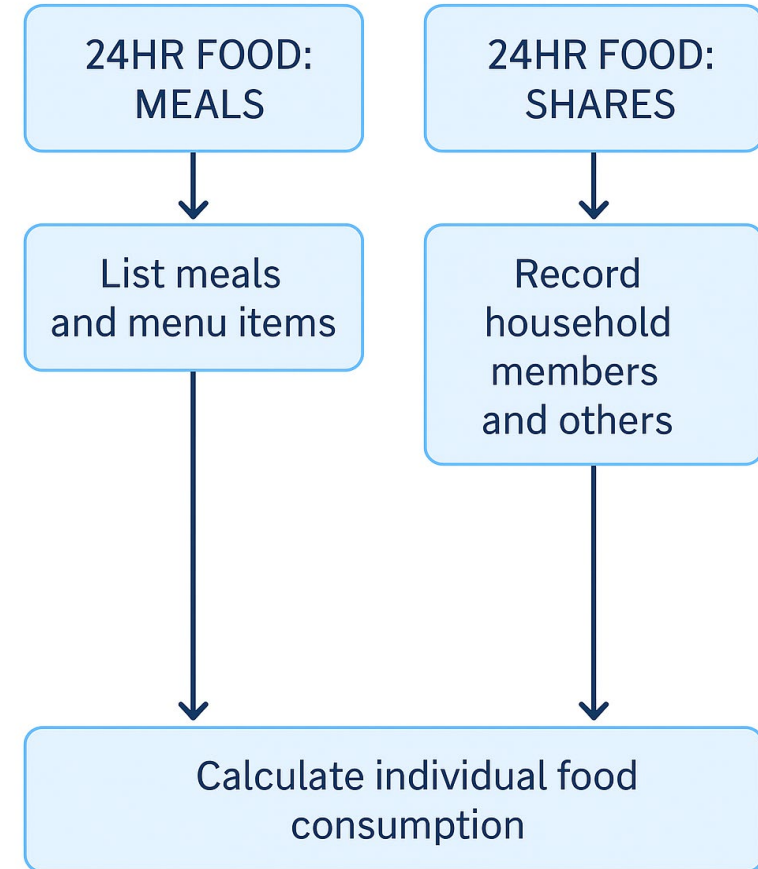 24HR FOOD:
MEALS
24HR FOOD:
SHARES
List meals
and menu items
Record
household
members
and others
Calculate individual food
consumption